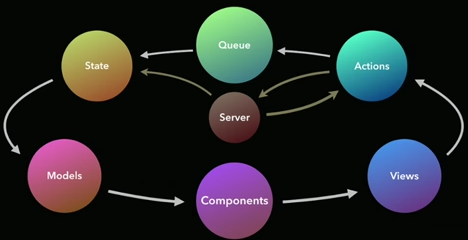 Queue
State
Actions
Server
Models
Components
Views